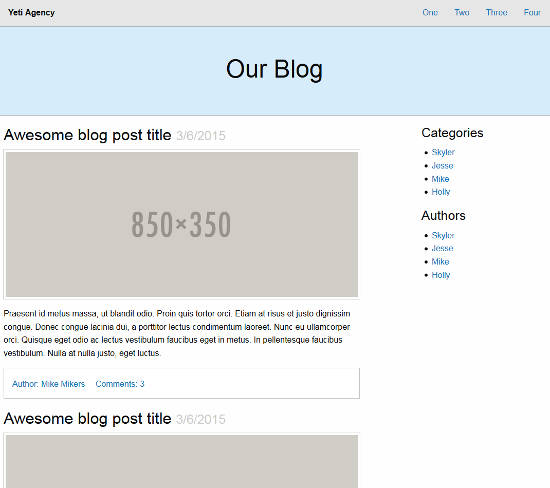 Yeti Agency One Two Three Four
Our Blog
Awesome blog post title 3/6/2015
850×350
Praesent id metus massa, ut blandit odio. Proin quis tortor orci. Etiam at risus et justo dignissim
congue. Donec congue lacinia dui, a porttitor lectus condimentum laoreet. Nunc eu ullamcorper
orci. Quisque eget odio ac lectus vestibulum faucibus eget in metus. In pellentesque faucibus
vestibulum. Nulla at nulla justo, eget luctus.
Author: Mike Mikers Comments: 3
Awesome blog post title 3/6/2015
Categories
Skyler
Jesse
Mike
Holly
Authors
Skyler
Jesse
Mike
Holly